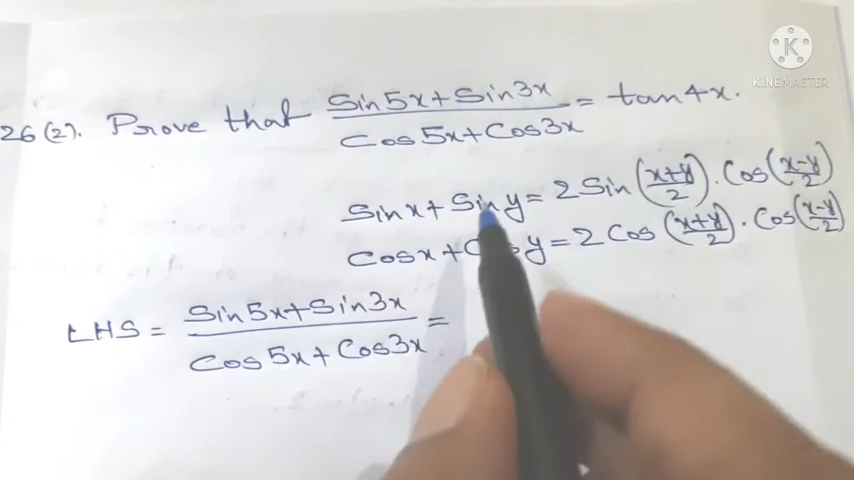 KINEMASTER
26(2). Prove that (Sin5x+Sin3x)/(Cos5x+Cos3x) = tan4x.
Sinx+Siny=2Sin((x+y)/2).Cos((x-y)/2)
Cosx+Cosy=2Cos((x+y)/2).Cos((x-y)/2)
LHS = (Sin5x+Sin3x)/(Cos5x+Cos3x) =